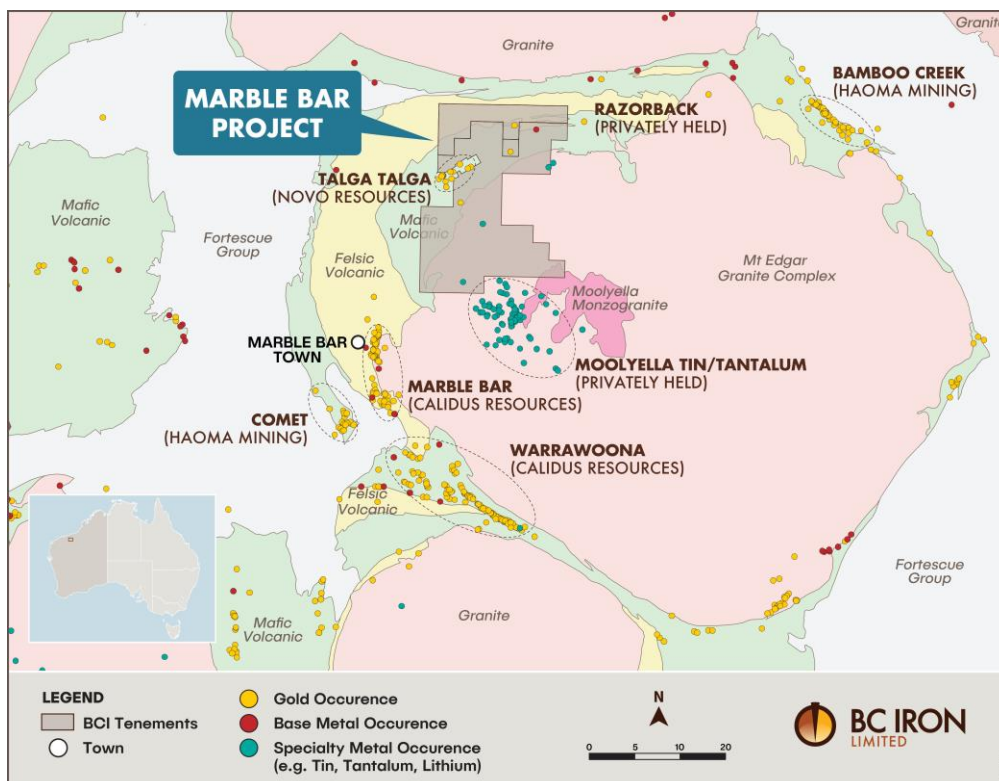 Granite
Granite
BAMBOO CREEK
(HAOMA MINING)
MARBLE BAR
PROJECT
RAZORBACK
(PRIVATELY HELD)
TALGA TALGA
(NOVO RESOURCES)
Mafic
Volcanic
Mafic
Volcanic
Fortescue
Group
Felsic
Volcanic
Mt Edgar
Granite Complex
Moolyella
Monzogranite
MARBLE BAR
TOWN
MOOLYELLA TIN/TANTALUM
(PRIVATELY HELD)
MARBLE BAR
(CALIDUS RESOURCES)
COMET
(HAOMA MINING)
WARRAWOONA
(CALIDUS RESOURCES)
Felsic
Volcanic
Fortescue
Group
Mafic
Volcanic
Granite
LEGEND
BCI Tenements
Town
Gold Occurence
Base Metal Occurence
Specialty Metal Occurence
(e.g. Tin, Tantalum, Lithium)
N
0 5 10 20
BC IRON
LIMITED